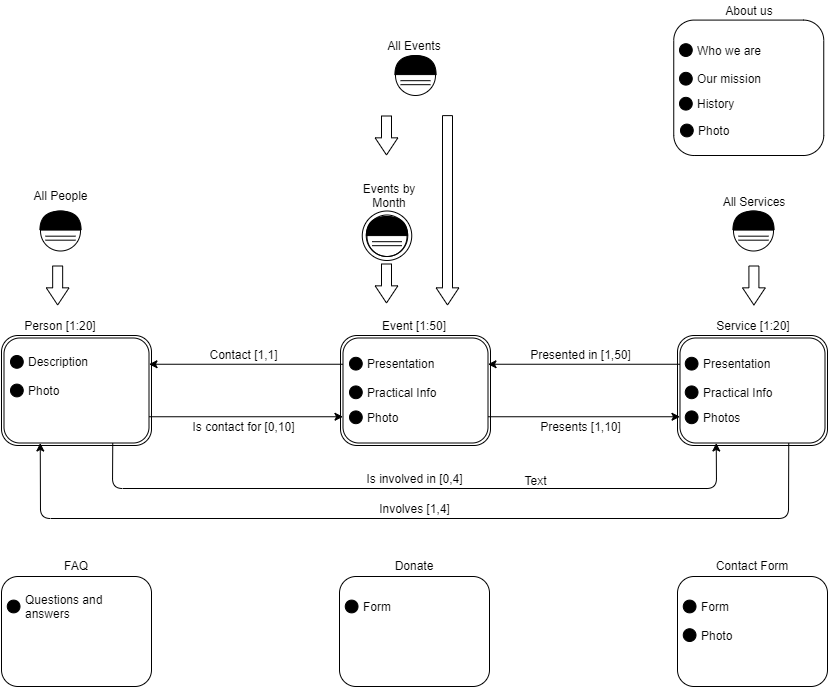 About us
Who we are
Our mission
History
Photo
All Events
All People
Events by
Month
All Services
Person [1:20]
Description
Photo
Event [1:50]
Presentation
Practical Info
Photo
Service [1:20]
Presentation
Practical Info
Photos
Contact [1,1]
Presented in [1,50]
Is contact for [0,10]
Presents [1,10]
Is involved in [0,4]
Text
Involves [1,4]
FAQ
Questions and
answers
Donate
Form
Contact Form
Form
Photo